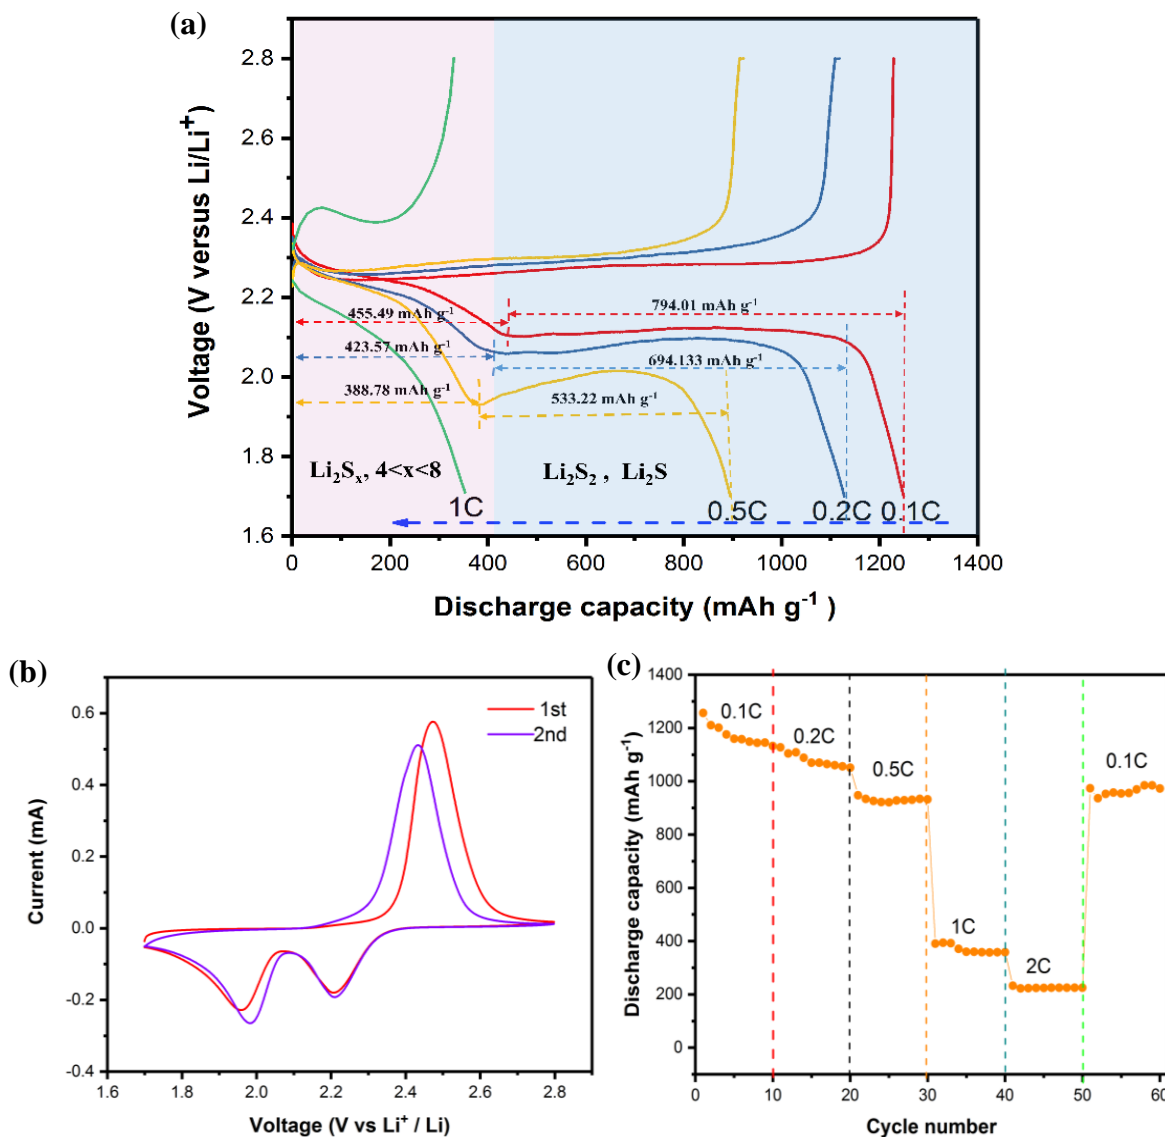 (a)
2.8
2.6
2.4
2.2
2.0
1.8
1.6
Voltage (V versus Li/Li⁺)
455.49 mAh g⁻¹
794.01 mAh g⁻¹
423.57 mAh g⁻¹
694.133 mAh g⁻¹
388.78 mAh g⁻¹
533.22 mAh g⁻¹
Li₂Sₓ, 4<x<8
Li₂S₂ , Li₂S
1C
0.5C
0.2C
0.1C
0 200 400 600 800 1000 1200 1400
Discharge capacity (mAh g⁻¹ )
(b)
0.6
0.4
0.2
0.0
-0.2
-0.4
Current (mA)
1st
2nd
1.6 1.8 2.0 2.2 2.4 2.6 2.8
Voltage (V vs Li⁺ / Li)
(c)
1400
1200
1000
800
600
400
200
0
Discharge capacity (mAh g⁻¹)
0.1C
0.2C
0.5C
1C
2C
0.1C
0 10 20 30 40 50 60
Cycle number